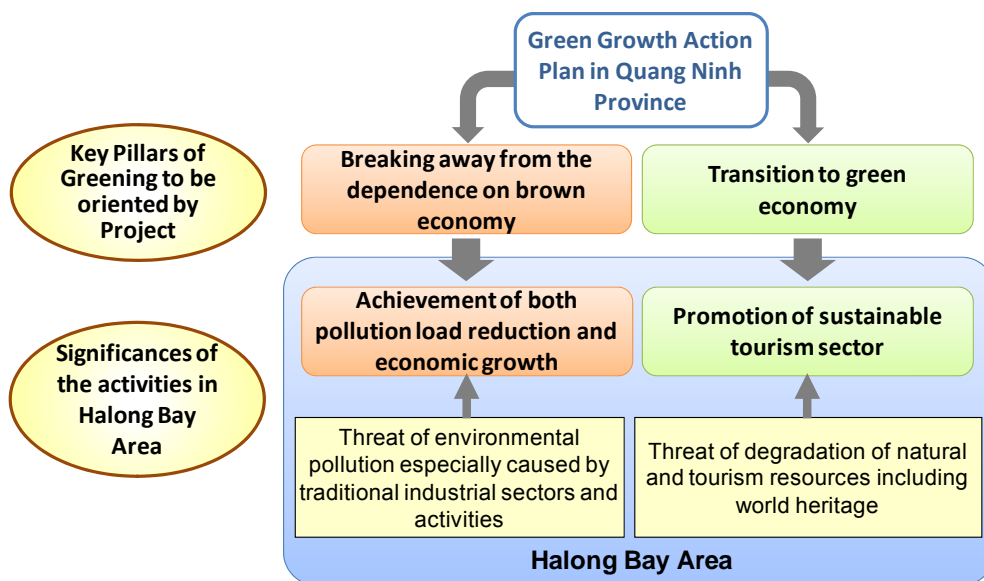 Green Growth Action
Plan in Quang Ninh
Province
Key Pillars of
Greening to be
oriented by
Project
Breaking away from the
dependence on brown
economy
Transition to green
economy
Achievement of both
pollution load reduction and
economic growth
Promotion of sustainable
tourism sector
Significances of
the activities in
Halong Bay
Area
Threat of environmental
pollution especially caused by
traditional industrial sectors and
activities
Threat of degradation of natural
and tourism resources including
world heritage
Halong Bay Area